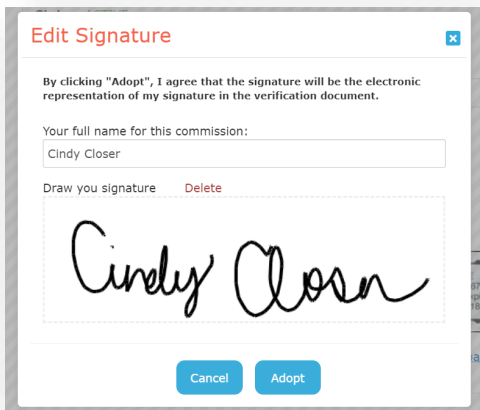 Edit Signature
By clicking "Adopt", I agree that the signature will be the electronic
representation of my signature in the verification document.
Your full name for this commission:
Cindy Closer
Draw you signature Delete
Cindy Closer
Cancel Adopt